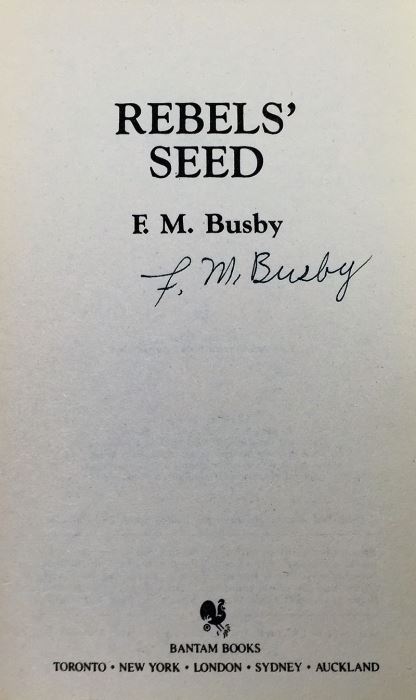 REBELS'
SEED
F. M. Busby
F. M. Busby
BANTAM BOOKS
TORONTO • NEW YORK • LONDON • SYDNEY • AUCKLAND